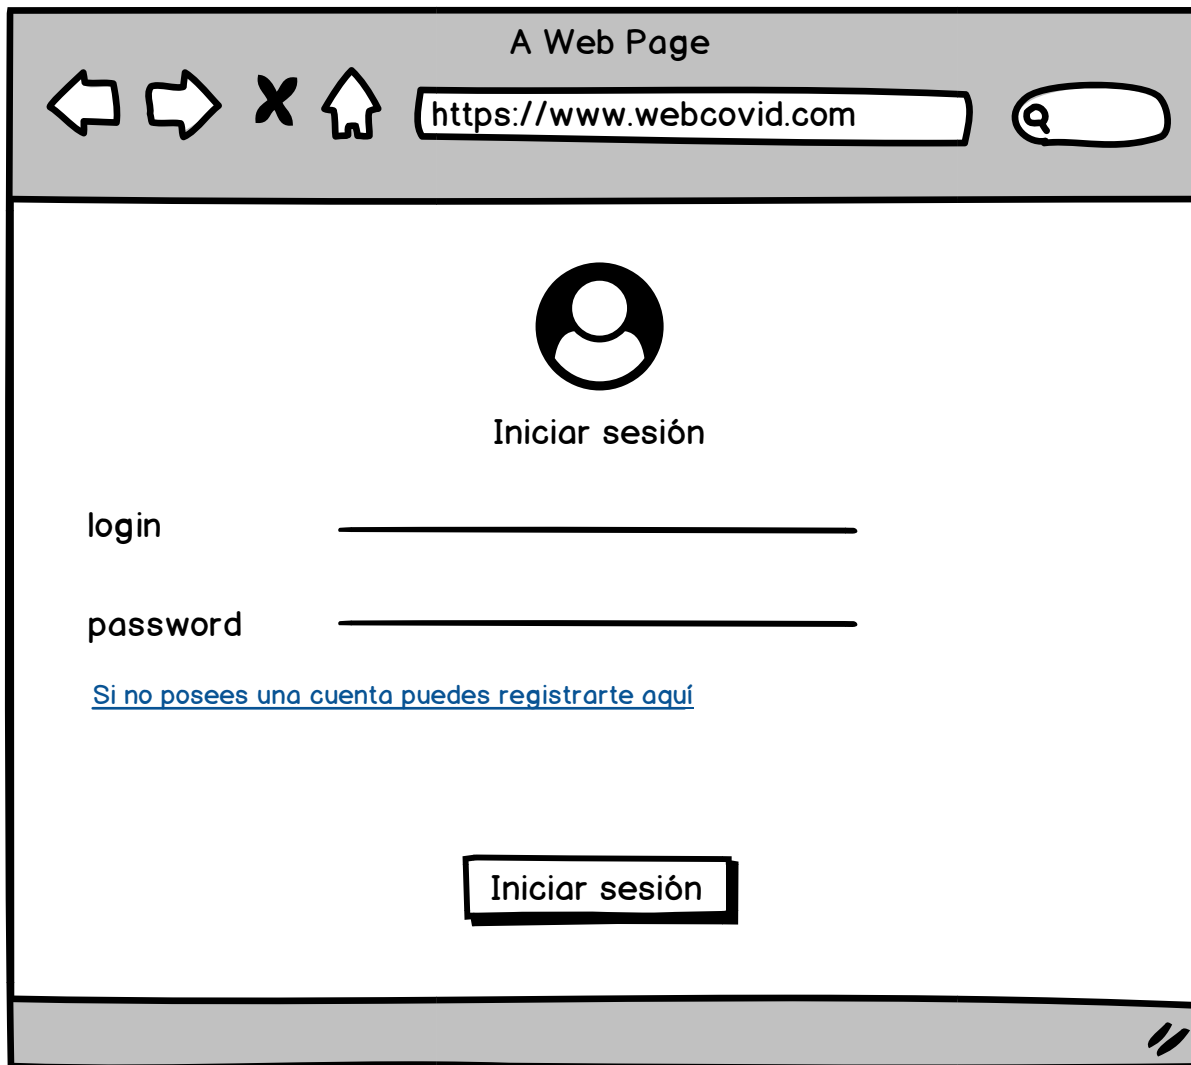 A Web Page
https://www.webcovid.com
Iniciar sesión
login
password
Si no posees una cuenta puedes registrarte aquí
Iniciar sesión